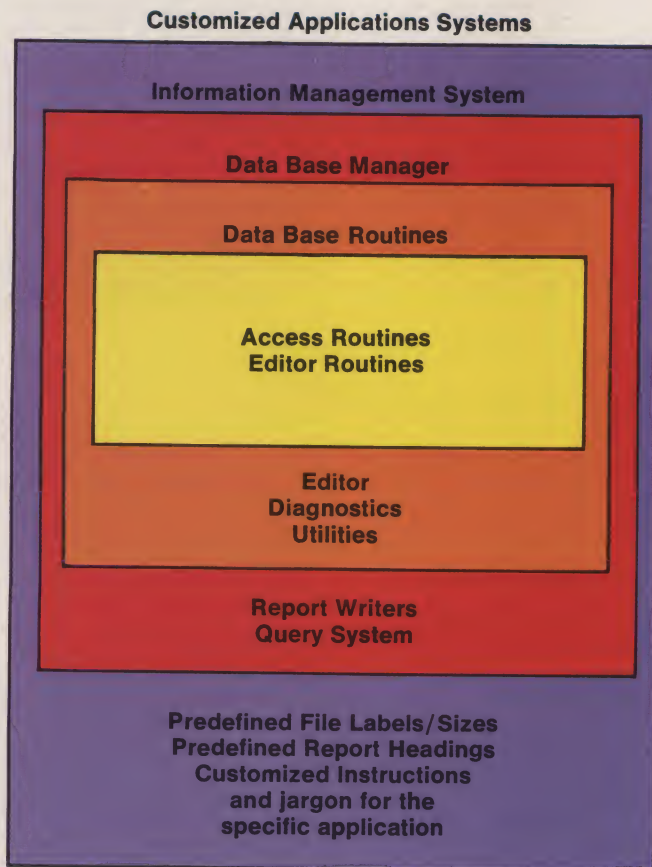 Customized Applications Systems
Information Management System
Data Base Manager
Data Base Routines
Access Routines
Editor Routines
Editor
Diagnostics
Utilities
Report Writers
Query System
Predefined File Labels/Sizes
Predefined Report Headings
Customized Instructions
and jargon for the
specific application